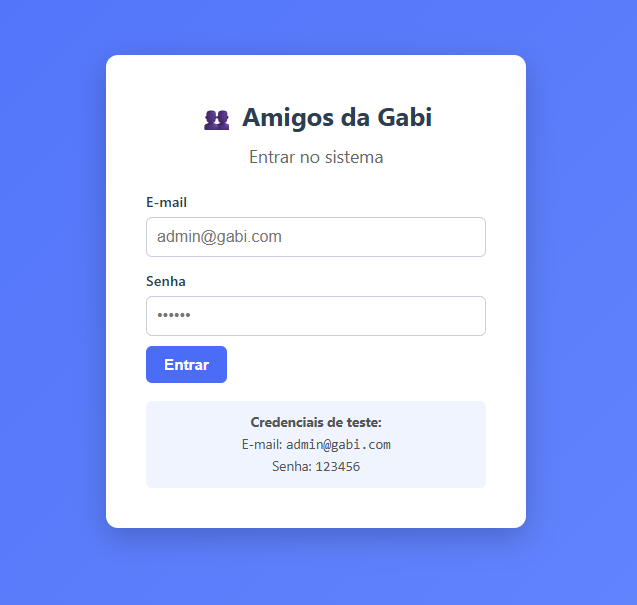 Amigos da Gabi
Entrar no sistema
E-mail
admin@gabi.com
Senha
••••••
Entrar
Credenciais de teste:
E-mail: admin@gabi.com
Senha: 123456